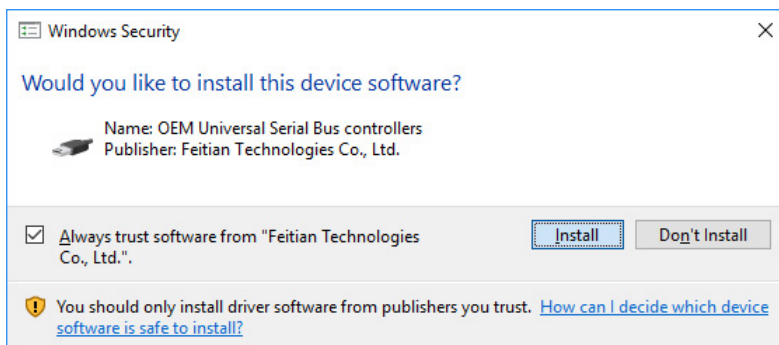 Windows Security
Would you like to install this device software?
Name: OEM Universal Serial Bus controllers
Publisher: Feitian Technologies Co., Ltd.
Always trust software from "Feitian Technologies
Co., Ltd.".
Install
Don't Install
You should only install driver software from publishers you trust. How can I decide which device
software is safe to install?